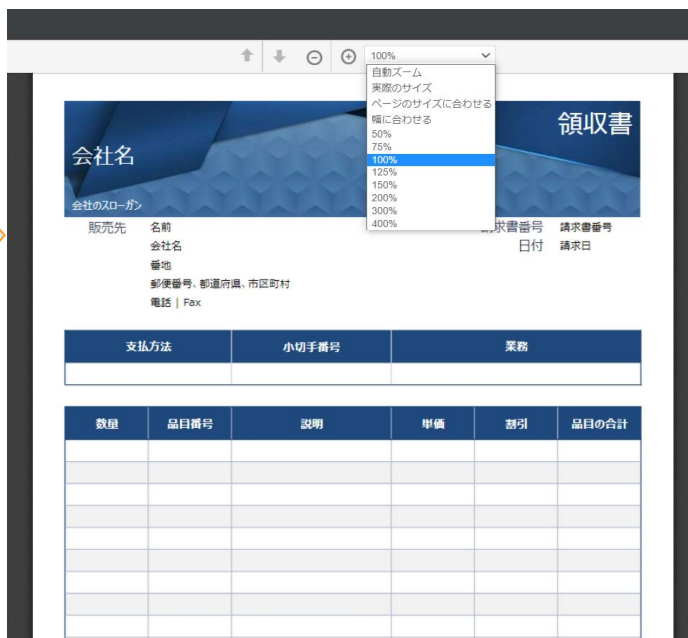 100%
自動ズーム
実際のサイズ
ページのサイズに合わせる
幅に合わせる
50%
75%
100%
125%
150%
200%
300%
400%
領収書
会社名
会社のスローガン
販売先 名前 求書番号 請求書番号
会社名 日付 請求日
番地
郵便番号、都道府県、市区町村
電話 | Fax
支払方法 小切手番号 業務
数量 品目番号 説明 単価 割引 品目の合計